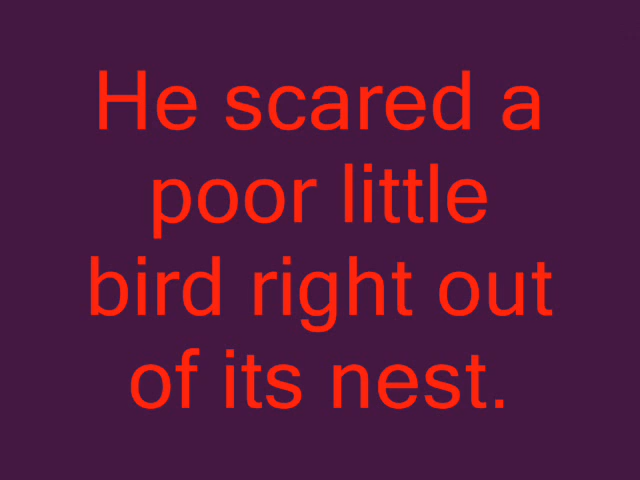 He scared a
poor little
bird right out
of its nest.